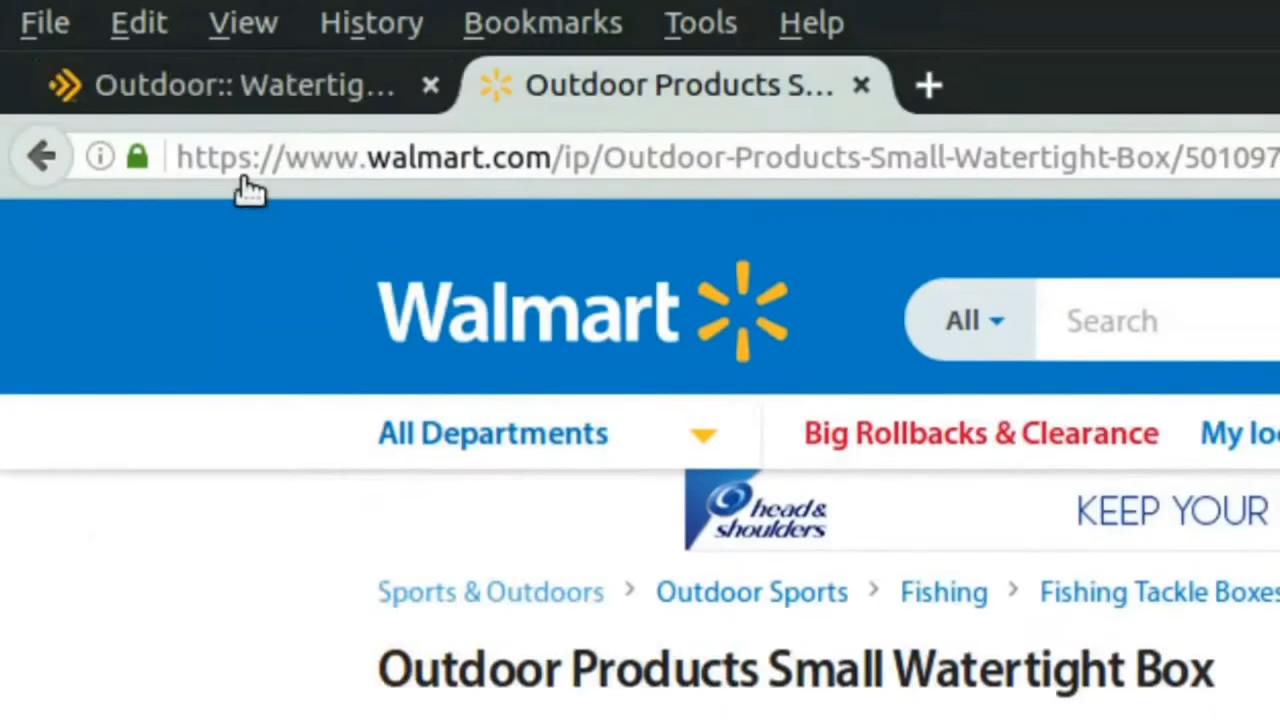 File Edit View History Bookmarks Tools Help
Outdoor:: Watertig... Outdoor Products S...
https://www.walmart.com/ip/Outdoor-Products-Small-Watertight-Box/501097
Walmart All Search
All Departments Big Rollbacks & Clearance My lo
head & shoulders KEEP YOUR
Sports & Outdoors > Outdoor Sports > Fishing > Fishing Tackle Boxes
Outdoor Products Small Watertight Box